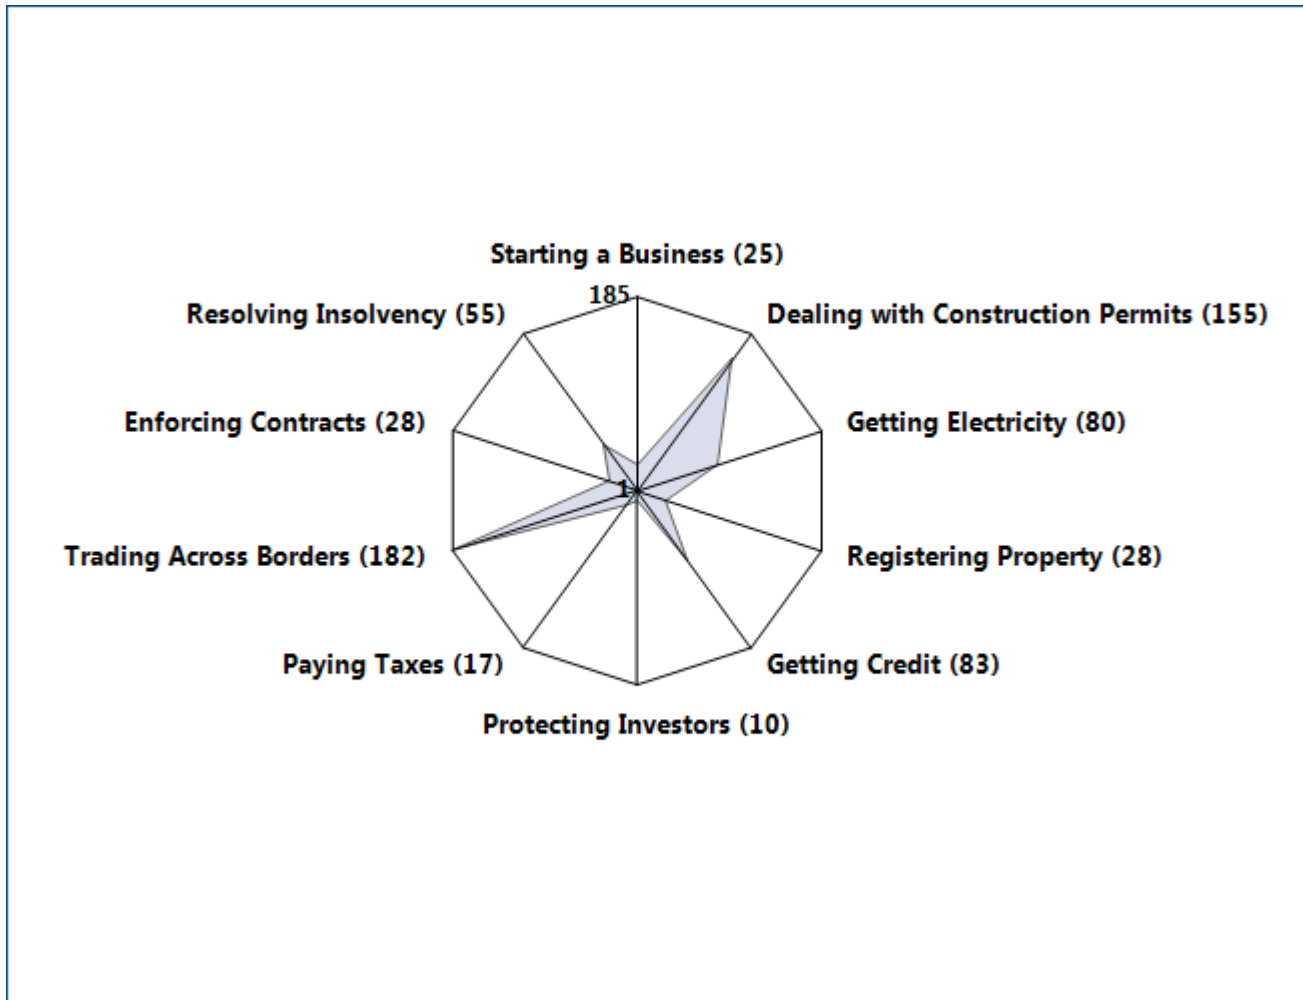 Starting a Business (25)
185
Resolving Insolvency (55)
Dealing with Construction Permits (155)
Enforcing Contracts (28)
Getting Electricity (80)
1
Trading Across Borders (182)
Registering Property (28)
Paying Taxes (17)
Getting Credit (83)
Protecting Investors (10)